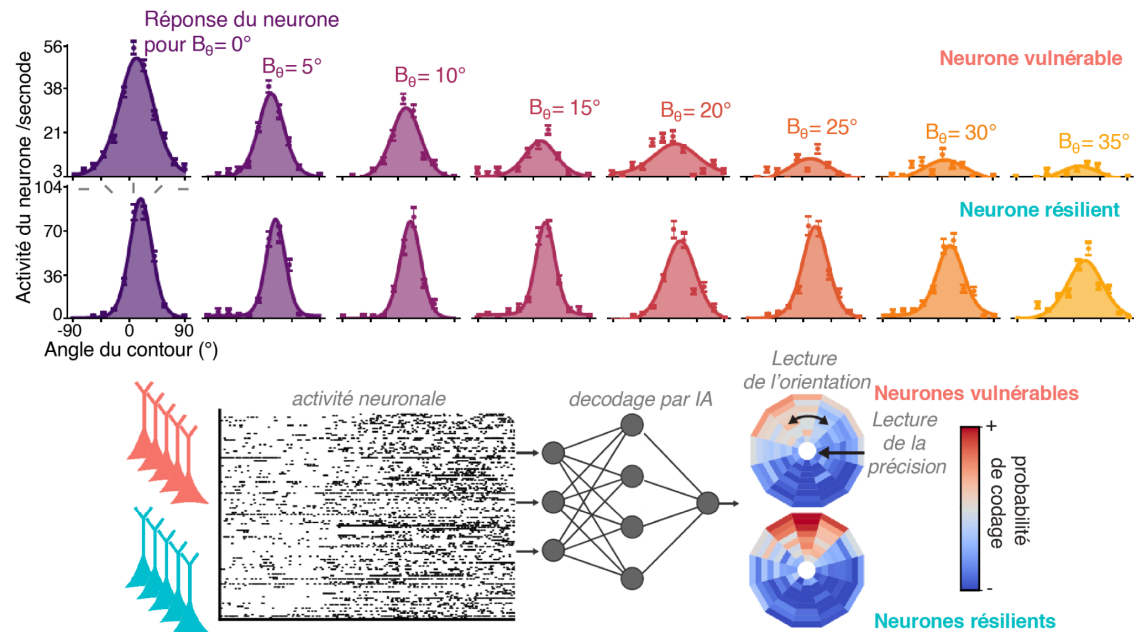 Réponse du neurone
pour Bθ= 0°
Bθ= 5°
Bθ= 10°
Bθ= 15°
Bθ= 20°
Bθ= 25°
Bθ= 30°
Bθ= 35°
Neurone vulnérable
56
38
21
3
Activité du neurone /secnode
Neurone résilient
104
70
36
0
-90
0
90
Angle du contour (°)
activité neuronale
decodage par IA
Lecture
de l'orientation
Neurones vulnérables
Lecture
de la
précision
+
probabilité
de codage
-
Neurones résilients